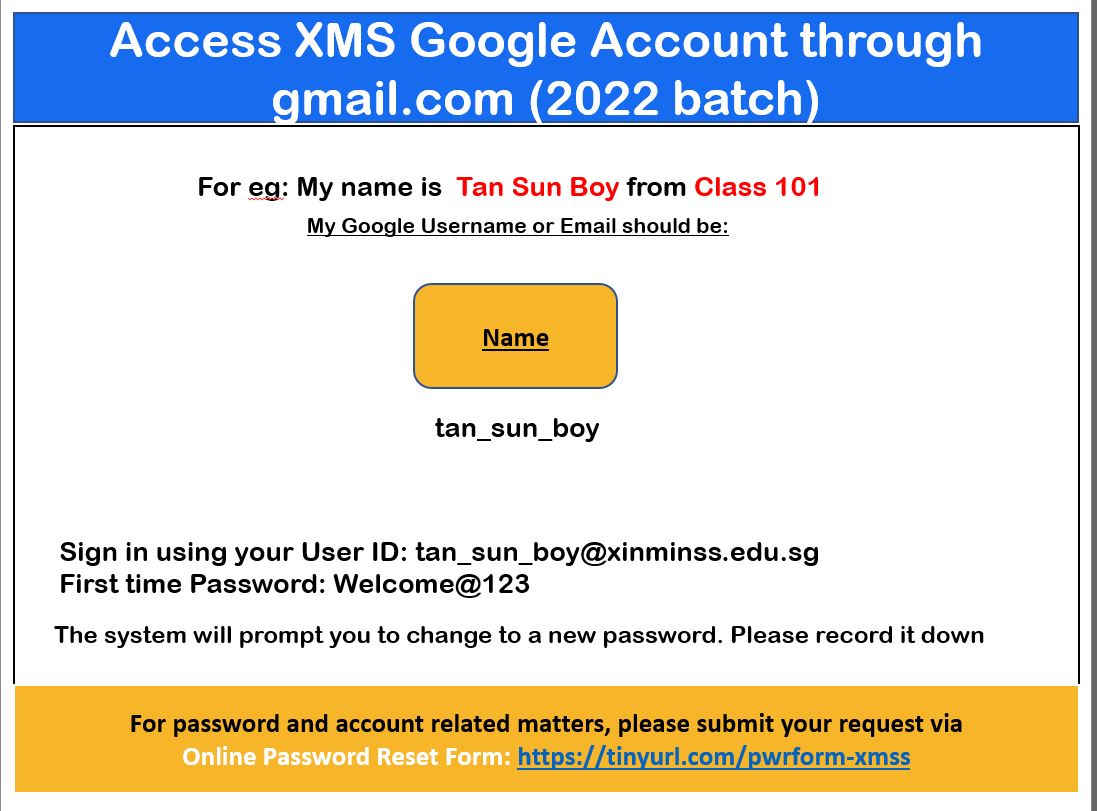 Access XMS Google Account through
gmail.com (2022 batch)
For eg: My name is Tan Sun Boy from Class 101
My Google Username or Email should be:
Name
tan_sun_boy
Sign in using your User ID: tan_sun_boy@xinminss.edu.sg
First time Password: Welcome@123
The system will prompt you to change to a new password. Please record it down
For password and account related matters, please submit your request via
Online Password Reset Form: https://tinyurl.com/pwrform-xmss